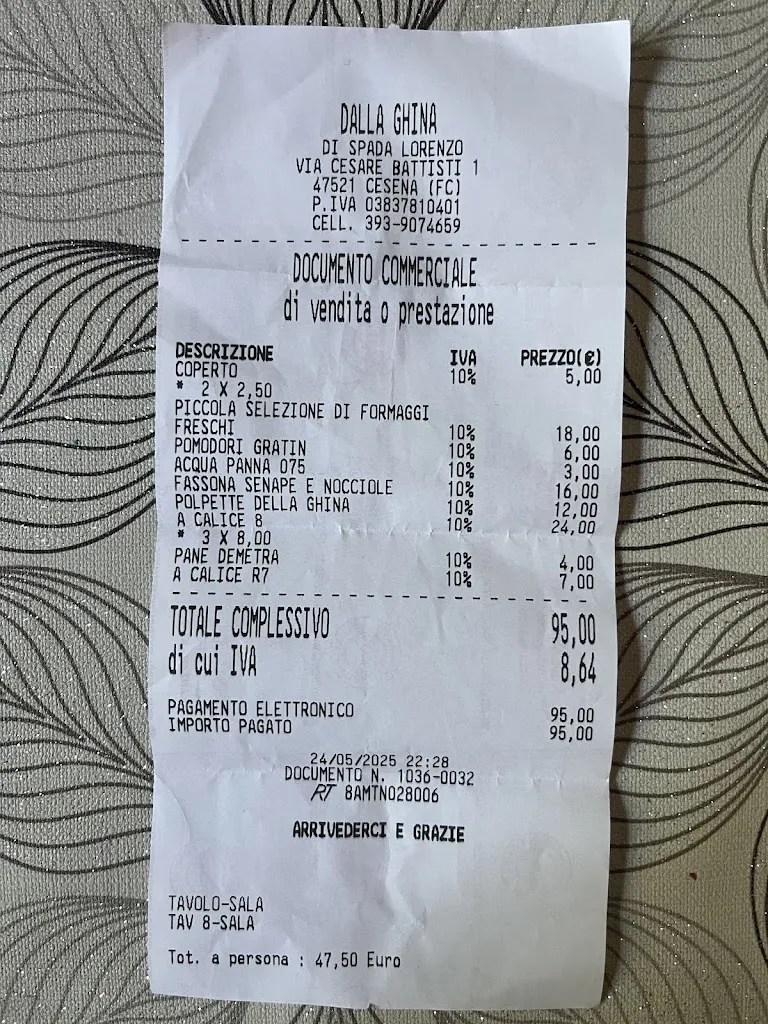 DALLA GHINA
DI SPADA LORENZO
VIA CESARE BATTISTI 1
47521 CESENA (FC)
P.IVA 03837810401
CELL. 393-9074659
DOCUMENTO COMMERCIALE
di vendita o prestazione
DESCRIZIONE IVA PREZZO(€)
COPERTO 10% 5,00
* 2 X 2,50
PICCOLA SELEZIONE DI FORMAGGI
FRESCHI 10% 18,00
POMODORI GRATIN 10% 6,00
ACQUA PANNA 075 10% 3,00
FASSONA SENAPE E NOCCIOLE 10% 16,00
POLPETTE DELLA GHINA 10% 12,00
A CALICE 8 10% 24,00
* 3 X 8,00
PANE DEMETRA 10% 4,00
A CALICE R7 10% 7,00
TOTALE COMPLESSIVO 95,00
di cui IVA 8,64
PAGAMENTO ELETTRONICO 95,00
IMPORTO PAGATO 95,00
24/05/2025 22:28
DOCUMENTO N. 1036-0032
RT 8AMTN028006
ARRIVEDERCI E GRAZIE
TAVOLO-SALA
TAV 8-SALA
Tot. a persona : 47,50 Euro